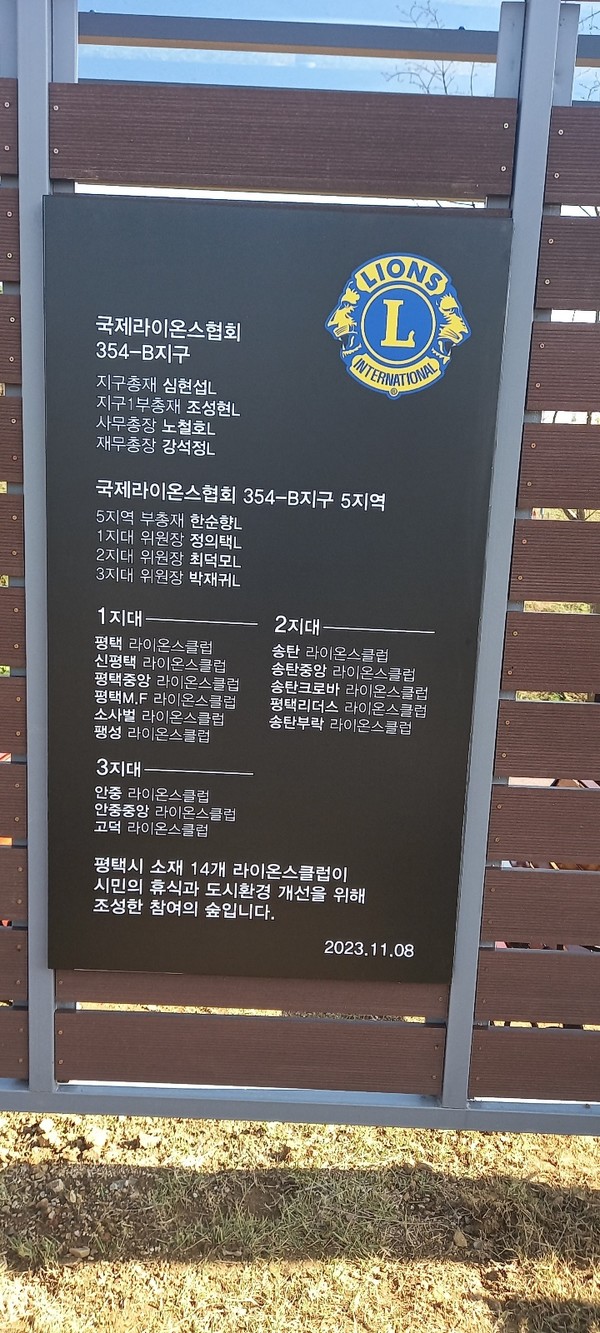 LIONS
L
INTERNATIONAL
®
국제라이온스협회
354-B지구
지구총재 심현섭L
지구1부총재 조성현L
사무총장 노철호L
재무총장 강석정L
국제라이온스협회 354-B지구 5지역
5지역 부총재 한순향L
1지대 위원장 정의택L
2지대 위원장 최덕모L
3지대 위원장 박재귀L
1지대
평택 라이온스클럽
신평택 라이온스클럽
평택중앙 라이온스클럽
평택M.F 라이온스클럽
소사벌 라이온스클럽
팽성 라이온스클럽
2지대
송탄 라이온스클럽
송탄중앙 라이온스클럽
송탄크로바 라이온스클럽
평택리더스 라이온스클럽
송탄부락 라이온스클럽
3지대
안중 라이온스클럽
안중중앙 라이온스클럽
고덕 라이온스클럽
평택시 소재 14개 라이온스클럽이
시민의 휴식과 도시환경 개선을 위해
조성한 참여의 숲입니다.
2023.11.08